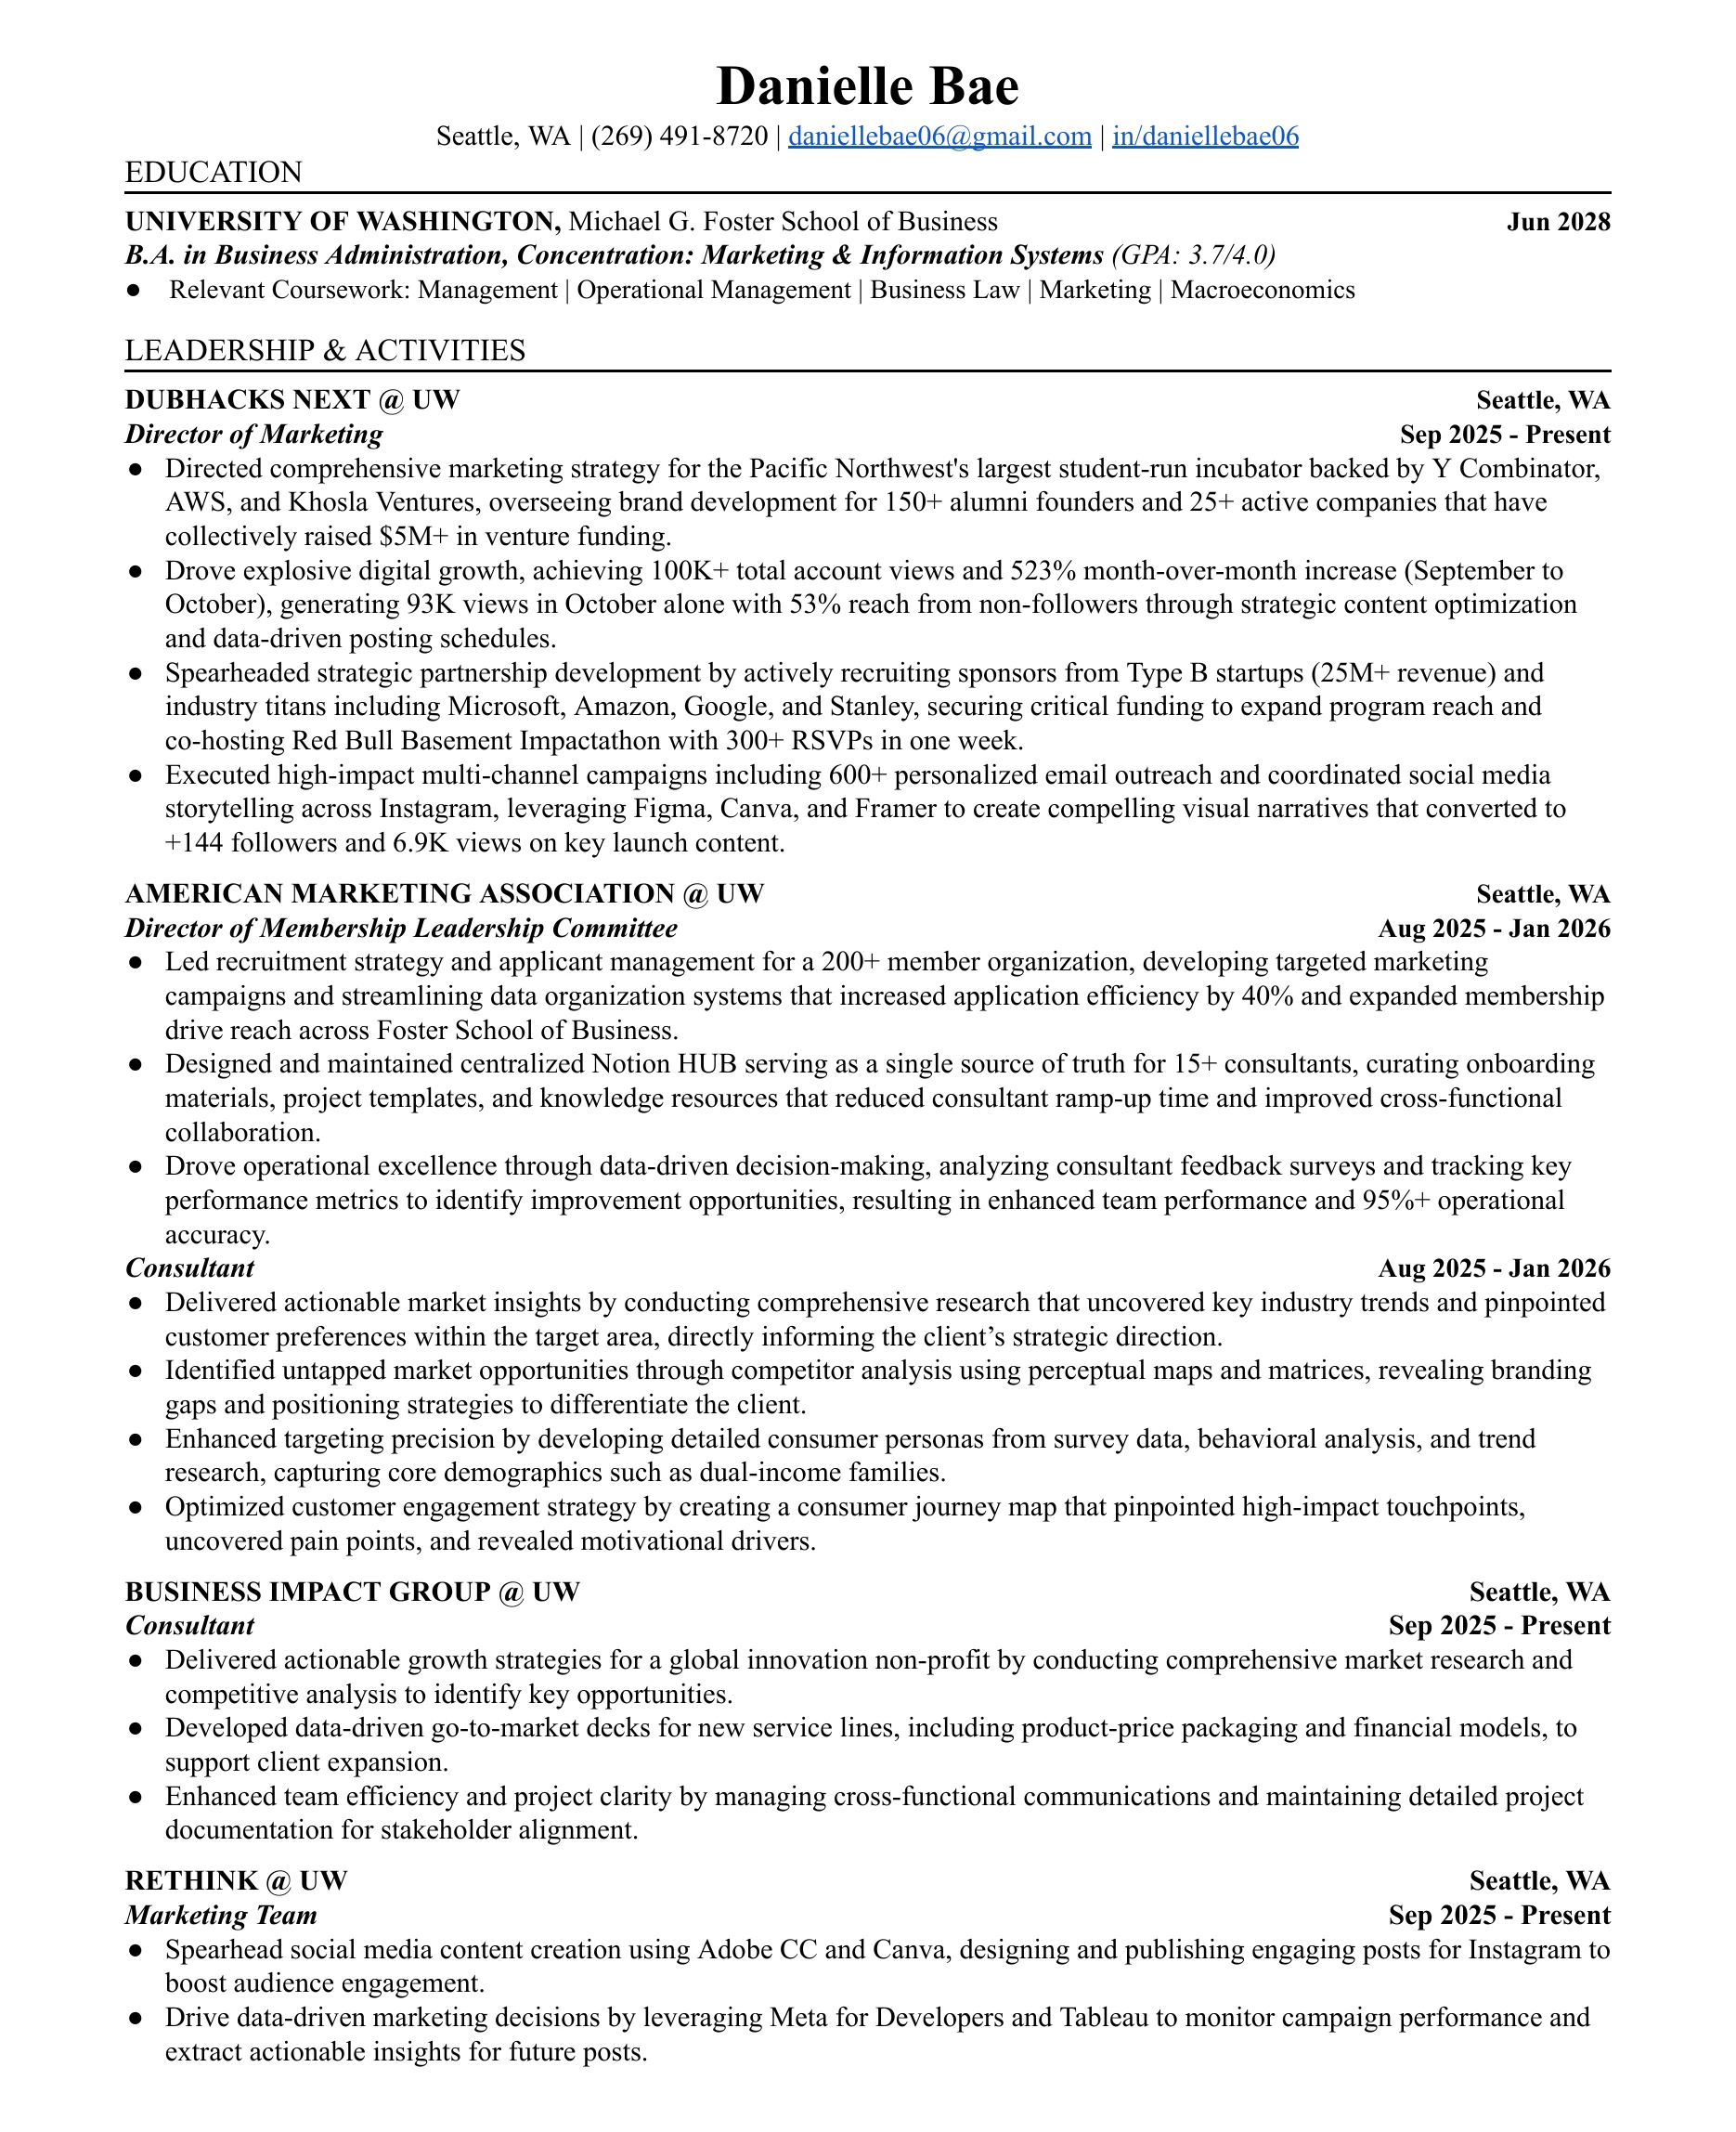 Danielle Bae
Seattle, WA | (269) 491-8720 | daniellebae06@gmail.com | in/daniellebae06
EDUCATION
UNIVERSITY OF WASHINGTON, Michael G. Foster School of Business Jun 2028
B.A. in Business Administration, Concentration: Marketing & Information Systems (GPA: 3.7/4.0)
● Relevant Coursework: Management | Operational Management | Business Law | Marketing | Macroeconomics
LEADERSHIP & ACTIVITIES
DUBHACKS NEXT @ UW Seattle, WA
Director of Marketing Sep 2025 - Present
● Directed comprehensive marketing strategy for the Pacific Northwest's largest student-run incubator backed by Y Combinator,
AWS, and Khosla Ventures, overseeing brand development for 150+ alumni founders and 25+ active companies that have
collectively raised $5M+ in venture funding.
● Drove explosive digital growth, achieving 100K+ total account views and 523% month-over-month increase (September to
October), generating 93K views in October alone with 53% reach from non-followers through strategic content optimization
and data-driven posting schedules.
● Spearheaded strategic partnership development by actively recruiting sponsors from Type B startups (25M+ revenue) and
industry titans including Microsoft, Amazon, Google, and Stanley, securing critical funding to expand program reach and
co-hosting Red Bull Basement Impactathon with 300+ RSVPs in one week.
● Executed high-impact multi-channel campaigns including 600+ personalized email outreach and coordinated social media
storytelling across Instagram, leveraging Figma, Canva, and Framer to create compelling visual narratives that converted to
+144 followers and 6.9K views on key launch content.
AMERICAN MARKETING ASSOCIATION @ UW Seattle, WA
Director of Membership Leadership Committee Aug 2025 - Jan 2026
● Led recruitment strategy and applicant management for a 200+ member organization, developing targeted marketing
campaigns and streamlining data organization systems that increased application efficiency by 40% and expanded membership
drive reach across Foster School of Business.
● Designed and maintained centralized Notion HUB serving as a single source of truth for 15+ consultants, curating onboarding
materials, project templates, and knowledge resources that reduced consultant ramp-up time and improved cross-functional
collaboration.
● Drove operational excellence through data-driven decision-making, analyzing consultant feedback surveys and tracking key
performance metrics to identify improvement opportunities, resulting in enhanced team performance and 95%+ operational
accuracy.
Consultant Aug 2025 - Jan 2026
● Delivered actionable market insights by conducting comprehensive research that uncovered key industry trends and pinpointed
customer preferences within the target area, directly informing the client’s strategic direction.
● Identified untapped market opportunities through competitor analysis using perceptual maps and matrices, revealing branding
gaps and positioning strategies to differentiate the client.
● Enhanced targeting precision by developing detailed consumer personas from survey data, behavioral analysis, and trend
research, capturing core demographics such as dual-income families.
● Optimized customer engagement strategy by creating a consumer journey map that pinpointed high-impact touchpoints,
uncovered pain points, and revealed motivational drivers.
BUSINESS IMPACT GROUP @ UW Seattle, WA
Consultant Sep 2025 - Present
● Delivered actionable growth strategies for a global innovation non-profit by conducting comprehensive market research and
competitive analysis to identify key opportunities.
● Developed data-driven go-to-market decks for new service lines, including product-price packaging and financial models, to
support client expansion.
● Enhanced team efficiency and project clarity by managing cross-functional communications and maintaining detailed project
documentation for stakeholder alignment.
RETHINK @ UW Seattle, WA
Marketing Team Sep 2025 - Present
● Spearhead social media content creation using Adobe CC and Canva, designing and publishing engaging posts for Instagram to
boost audience engagement.
● Drive data-driven marketing decisions by leveraging Meta for Developers and Tableau to monitor campaign performance and
extract actionable insights for future posts.